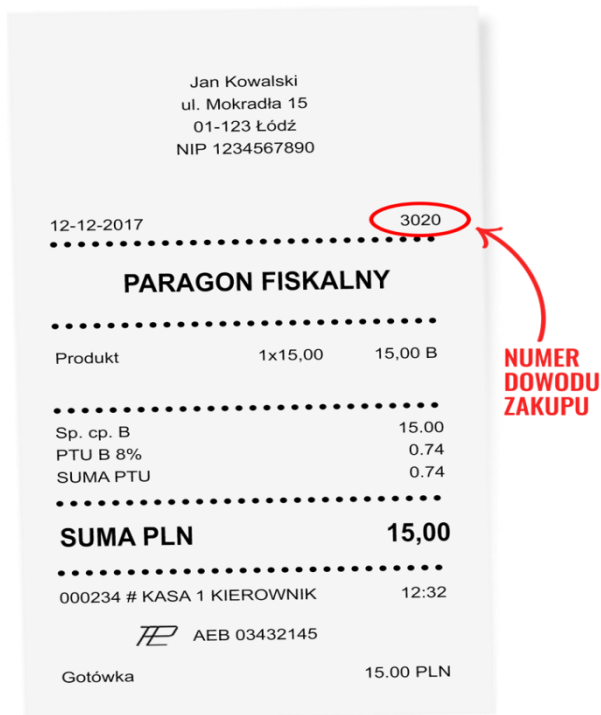 Jan Kowalski
ul. Mokradła 15
01-123 Łódź
NIP 1234567890
12-12-2017 3020
PARAGON FISKALNY
Produkt 1x15,00 15,00 B
NUMER
DOWODU
ZAKUPU
Sp. cp. B 15.00
PTU B 8% 0.74
SUMA PTU 0.74
SUMA PLN 15,00
000234 # KASA 1 KIEROWNIK 12:32
AEB 03432145
Gotówka 15.00 PLN